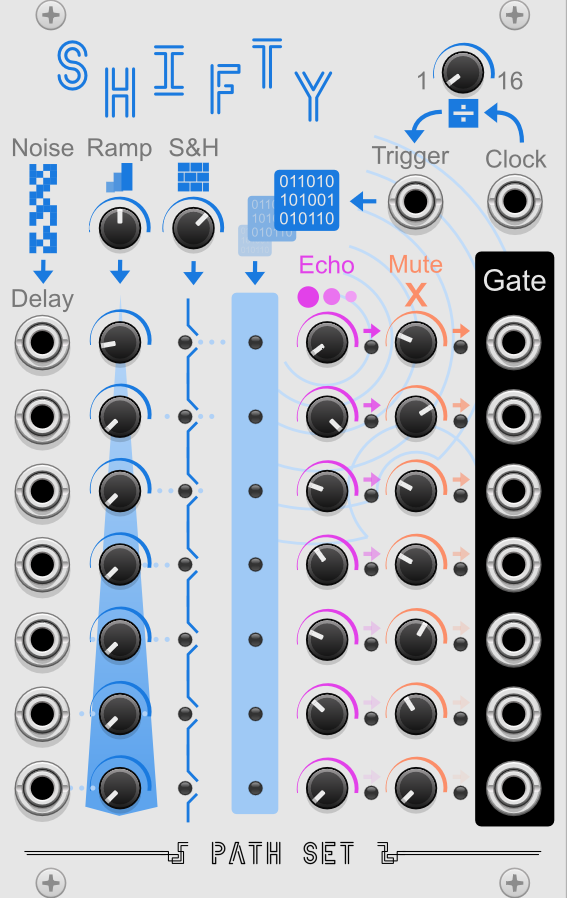 SHIFTY
1 16
Noise Ramp S&H Trigger Clock
011010
101001
010110
Echo Mute
X
Gate
Delay
PATH SET